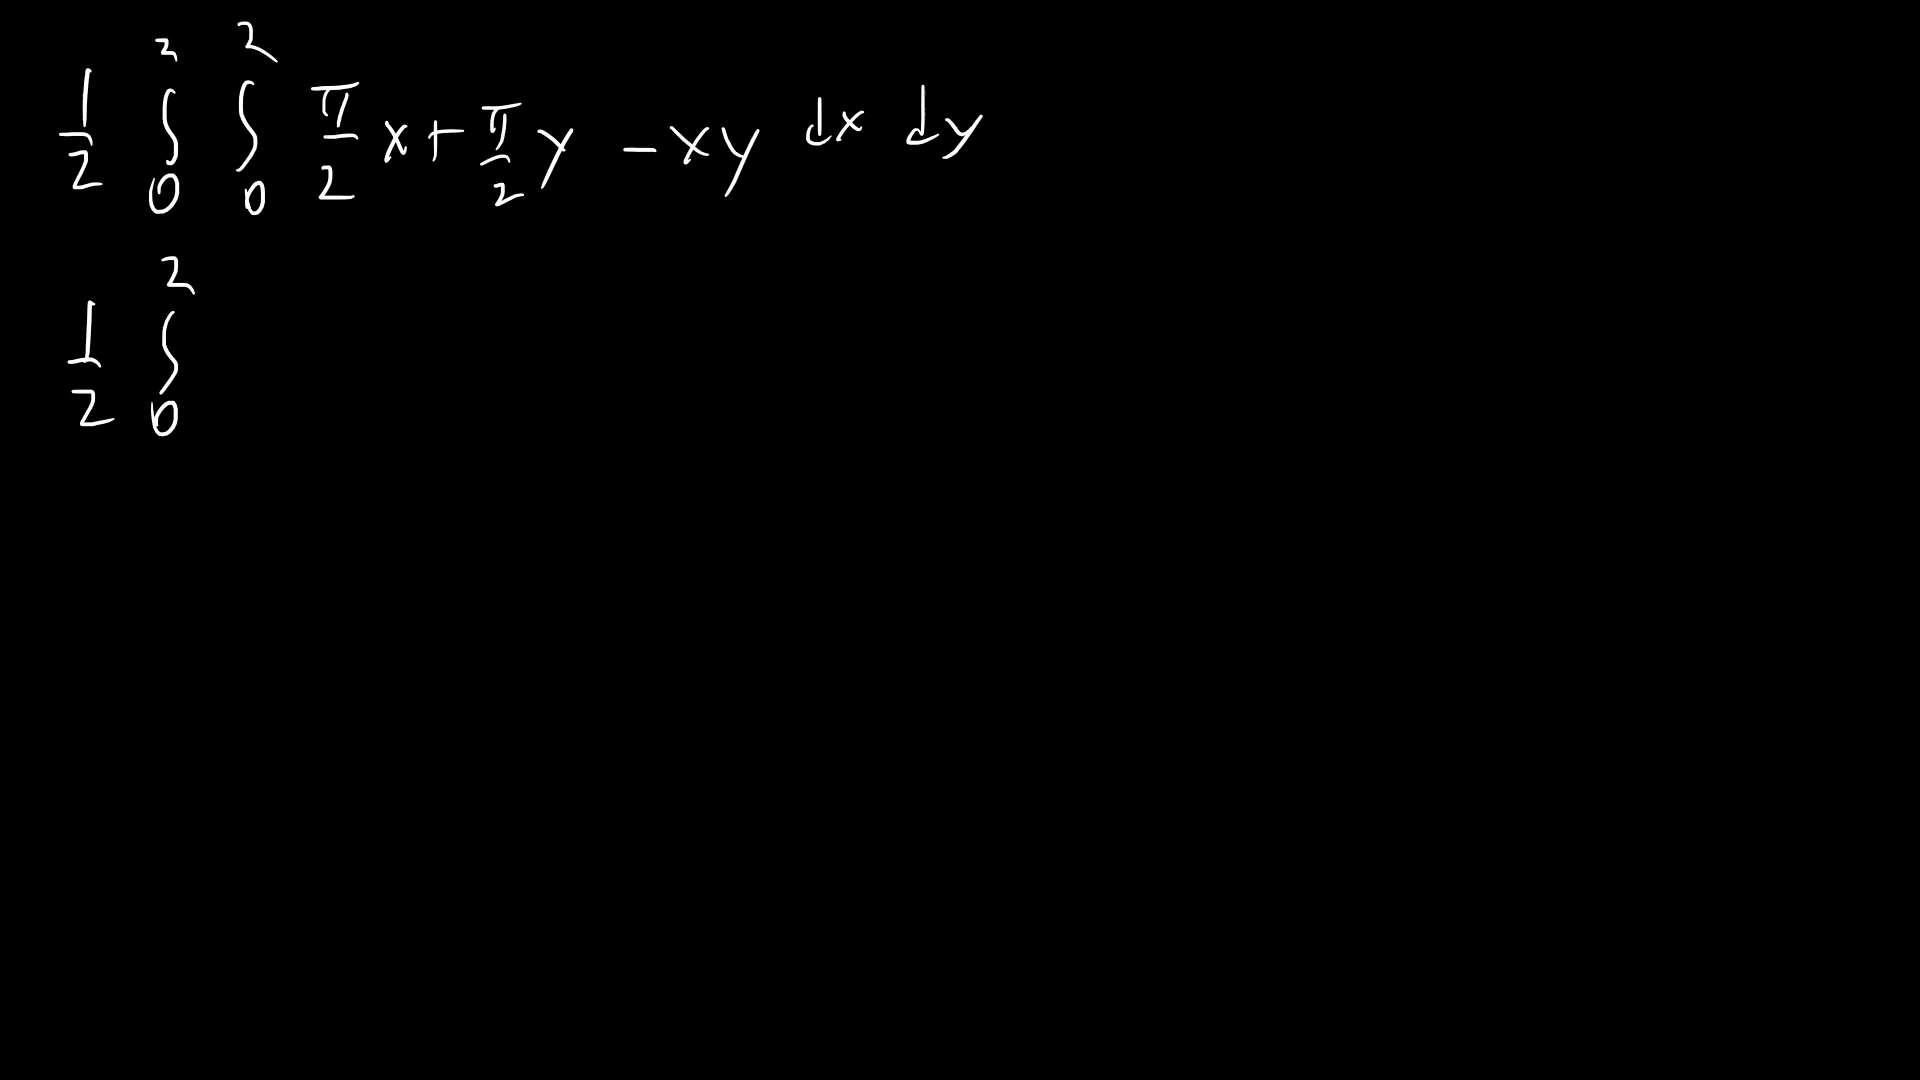 1/2 ∫₀² ∫₀² π/2 x + π/2 y - xy dx dy
1/2 ∫₀²